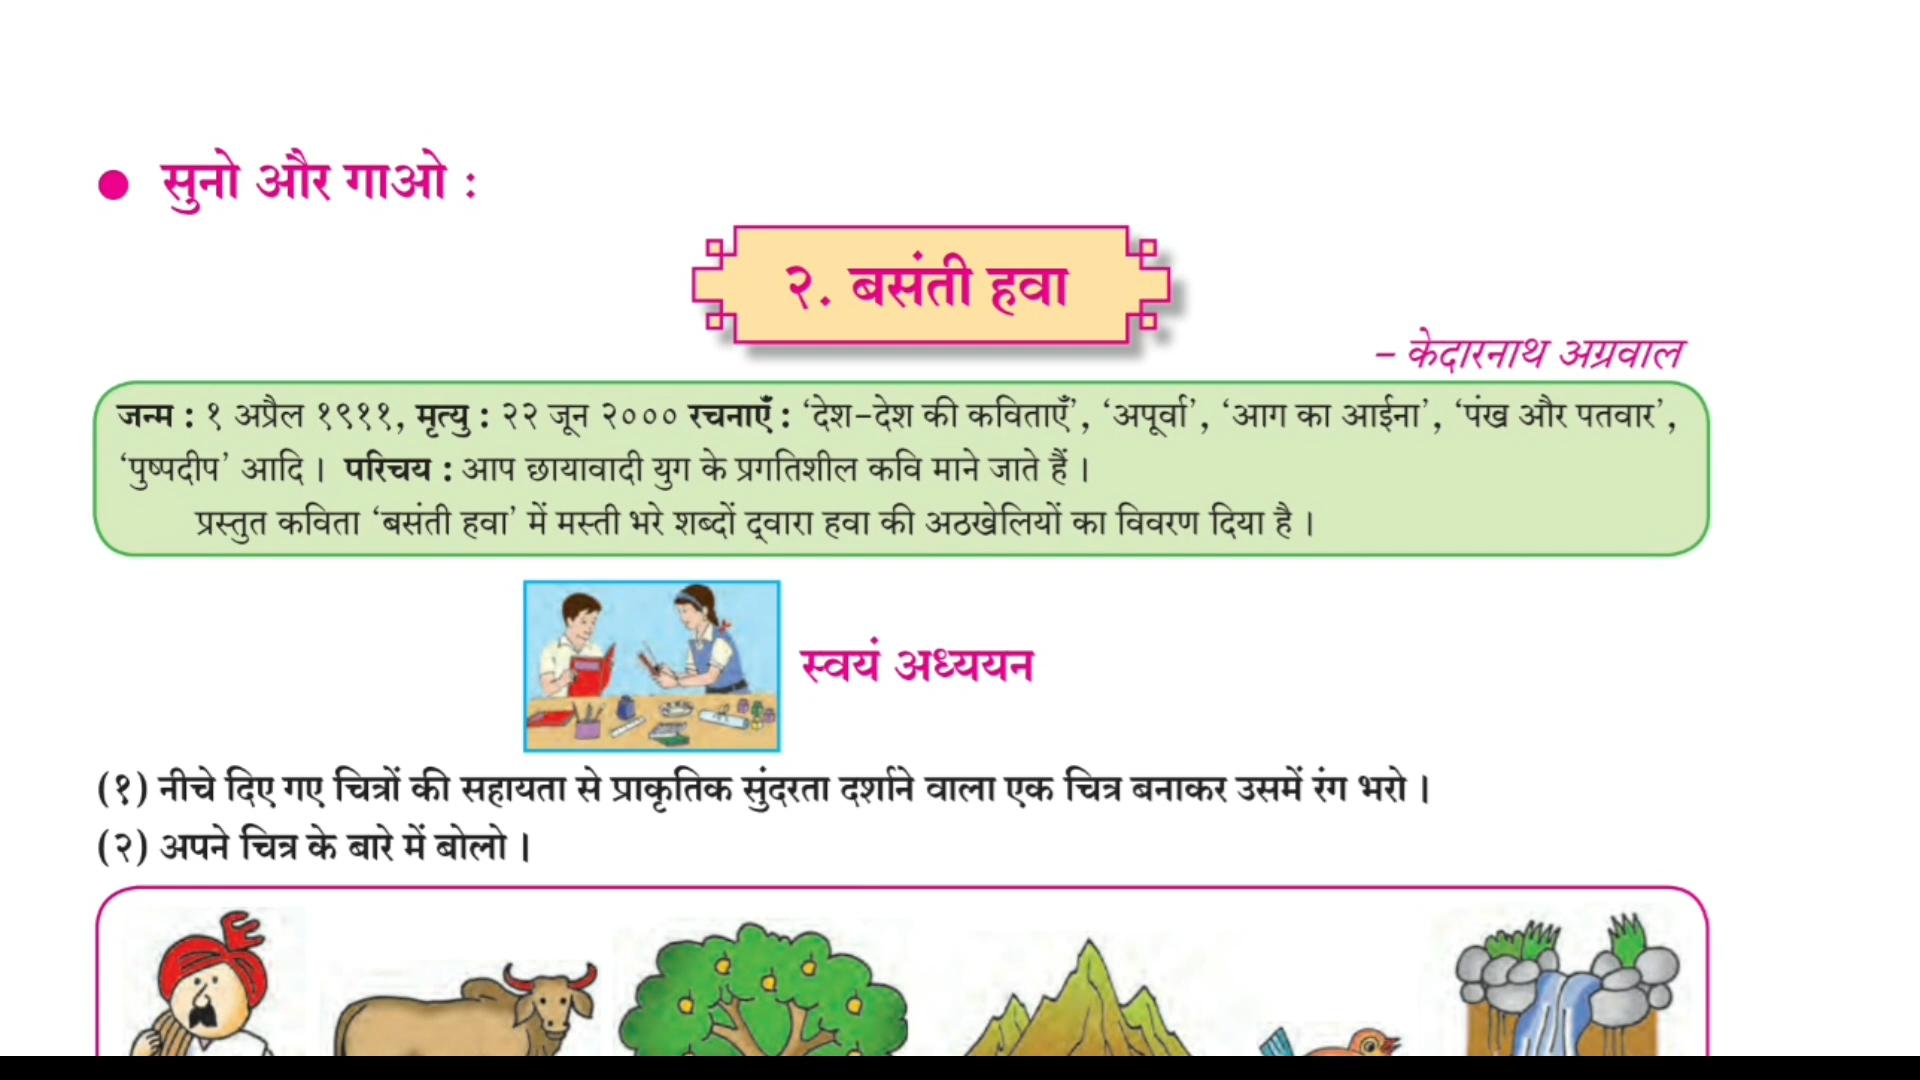 ● सुनो और गाओ :
२. बसंती हवा
– केदारनाथ अग्रवाल
जन्म : १ अप्रैल १९११, मृत्यु : २२ जून २००० रचनाएँ : ‘देश-देश की कविताएँ’, ‘अपूर्वा’, ‘आग का आईना’, ‘पंख और पतवार’,
‘पुष्पदीप’ आदि । परिचय : आप छायावादी युग के प्रगतिशील कवि माने जाते हैं ।
प्रस्तुत कविता ‘बसंती हवा’ में मस्ती भरे शब्दों द्‍वारा हवा की अठखेलियों का विवरण दिया है ।
स्वयं अध्ययन
(१) नीचे दिए गए चित्रों की सहायता से प्राकृतिक सुंदरता दर्शाने वाला एक चित्र बनाकर उसमें रंग भरो ।
(२) अपने चित्र के बारे में बोलो ।